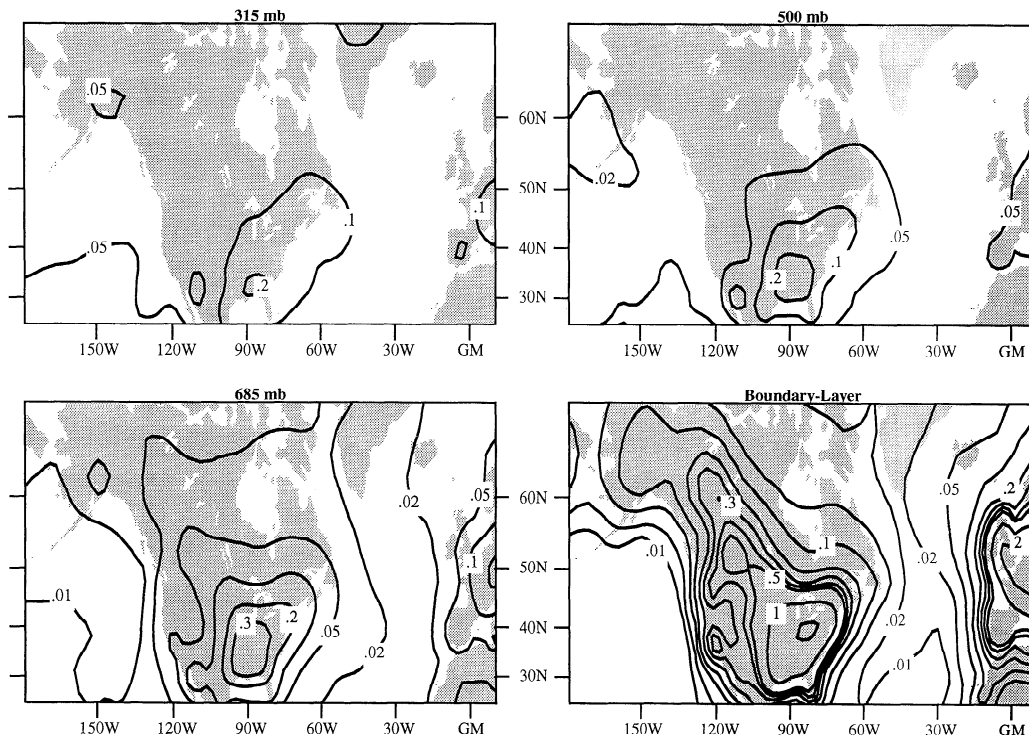 315 mb
500 mb
.05
.05
.1
.1
.2
60N
50N
40N
30N
.02
.05
.05
.1
.2
150W 120W 90W 60W 30W GM
150W 120W 90W 60W 30W GM
685 mb
Boundary-Layer
.02
.05
.1
.01
.3
.2
.05
.02
60N
50N
40N
30N
.2
.05
.3
.01
.1
.02
2
.5
1
.02
.01
150W 120W 90W 60W 30W GM
150W 120W 90W 60W 30W GM